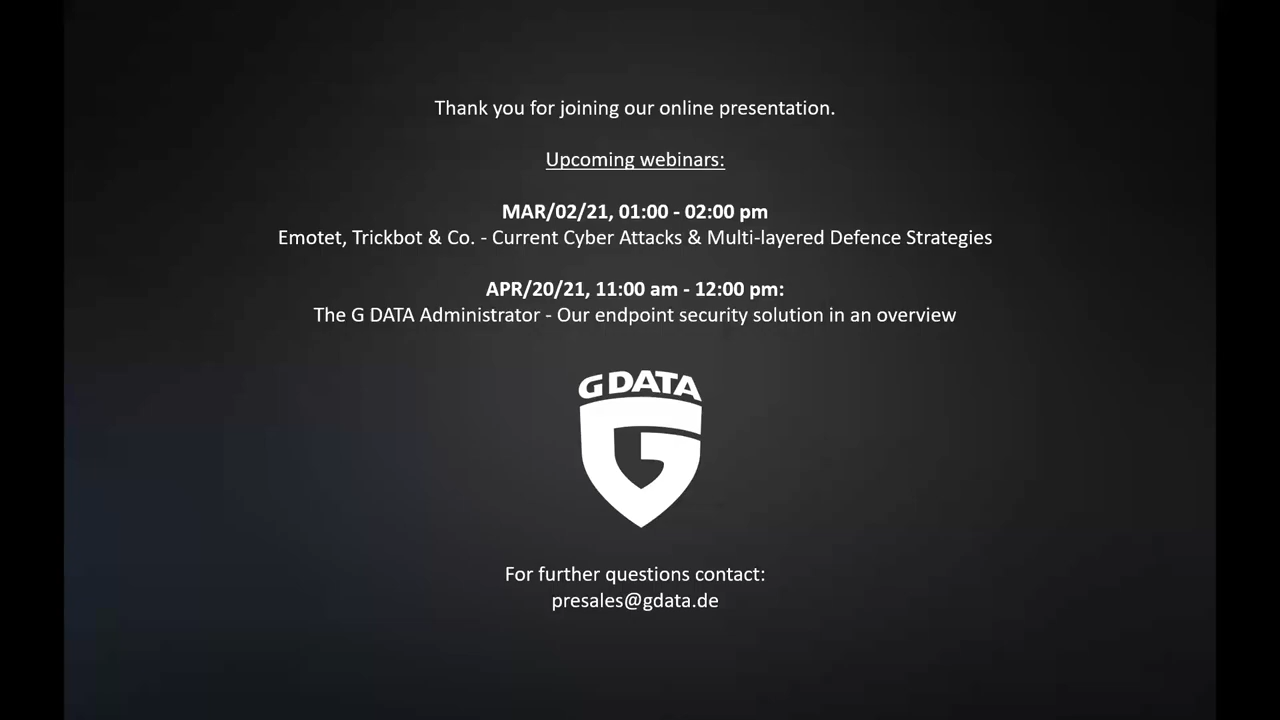 Thank you for joining our online presentation.
Upcoming webinars:
MAR/02/21, 01:00 - 02:00 pm
Emotet, Trickbot & Co. - Current Cyber Attacks & Multi-layered Defence Strategies
APR/20/21, 11:00 am - 12:00 pm:
The G DATA Administrator - Our endpoint security solution in an overview
G DATA
G
For further questions contact:
presales@gdata.de